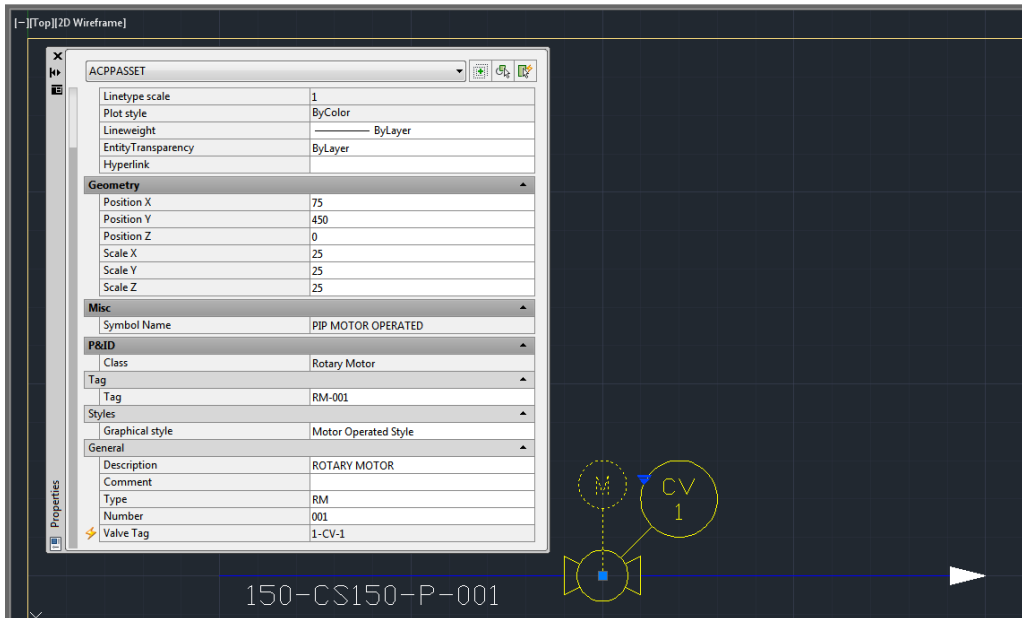 [−][Top][2D Wireframe]
ACPPASSET
Linetype scale 1
Plot style ByColor
Lineweight ByLayer
EntityTransparency ByLayer
Hyperlink
Geometry
Position X 75
Position Y 450
Position Z 0
Scale X 25
Scale Y 25
Scale Z 25
Misc
Symbol Name PIP MOTOR OPERATED
P&ID
Class Rotary Motor
Tag
Tag RM-001
Styles
Graphical style Motor Operated Style
General
Description ROTARY MOTOR
Comment
Type RM
Number 001
Valve Tag 1-CV-1
Properties
M
CV
1
150-CS150-P-001